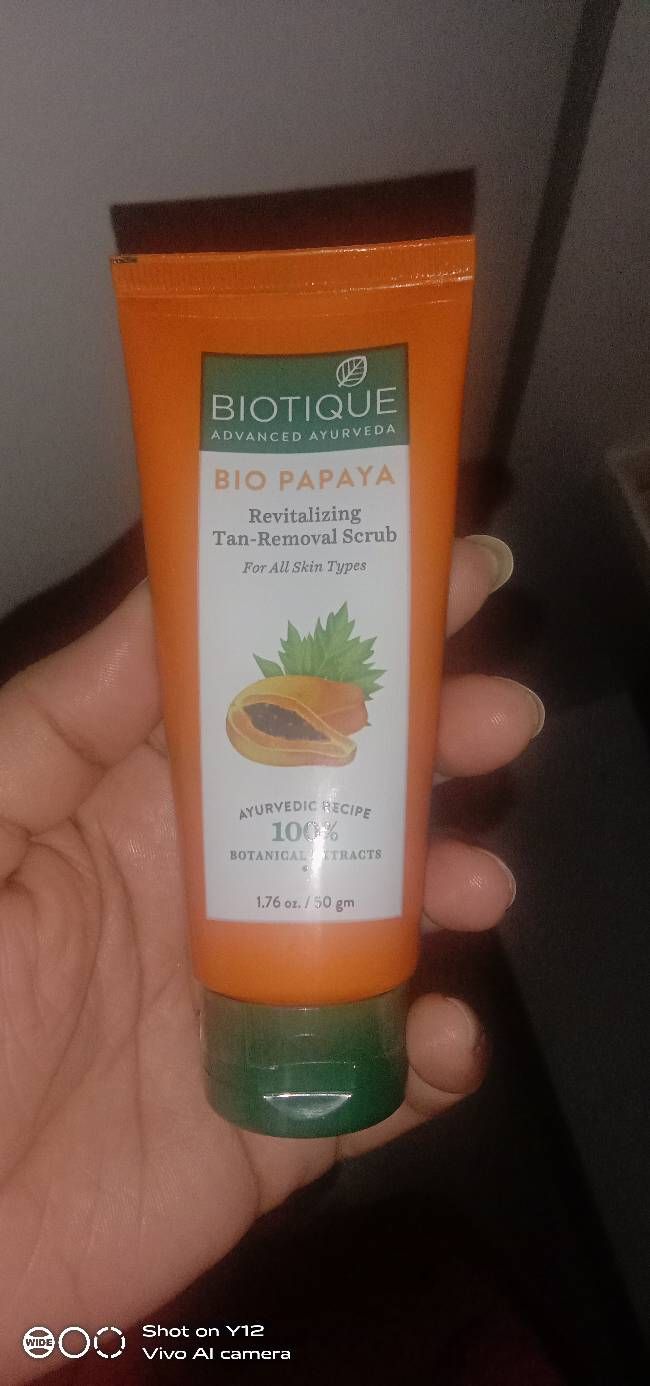 BIOTIQUE
ADVANCED AYURVEDA
BIO PAPAYA
Revitalizing
Tan-Removal Scrub
For All Skin Types
AYURVEDIC RECIPE
100%
BOTANICAL EXTRACTS
1.76 oz. / 50 gm
WIDE
Shot on Y12
Vivo AI camera